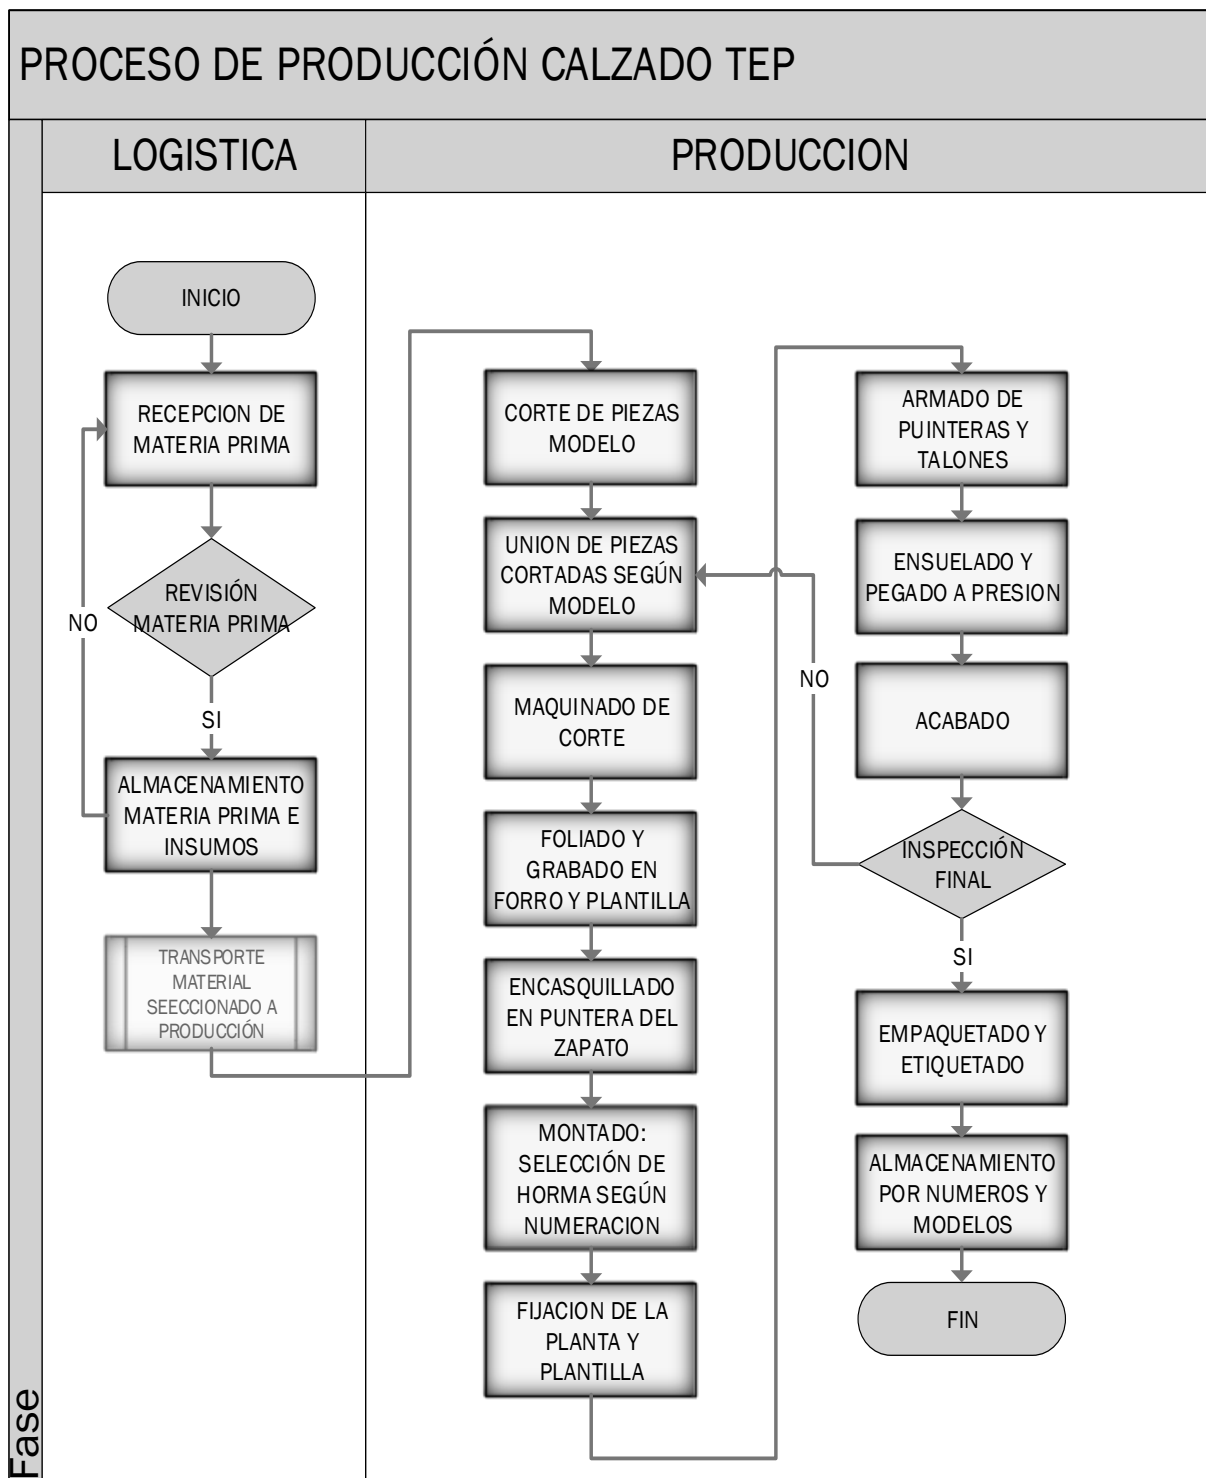 PROCESO DE PRODUCCIÓN CALZADO TEP
Fase
LOGISTICA
PRODUCCION
INICIO
RECEPCION DE
MATERIA PRIMA
REVISIÓN
MATERIA PRIMA
NO
SI
ALMACENAMIENTO
MATERIA PRIMA E
INSUMOS
TRANSPORTE
MATERIAL
SEECCIONADO A
PRODUCCIÓN
CORTE DE PIEZAS
MODELO
UNION DE PIEZAS
CORTADAS SEGÚN
MODELO
MAQUINADO DE
CORTE
FOLIADO Y
GRABADO EN
FORRO Y PLANTILLA
ENCASQUILLADO
EN PUNTERA DEL
ZAPATO
MONTADO:
SELECCIÓN DE
HORMA SEGÚN
NUMERACION
FIJACION DE LA
PLANTA Y
PLANTILLA
ARMADO DE
PUINTERAS Y
TALONES
ENSUELADO Y
PEGADO A PRESION
ACABADO
INSPECCIÓN
FINAL
NO
SI
EMPAQUETADO Y
ETIQUETADO
ALMACENAMIENTO
POR NUMEROS Y
MODELOS
FIN